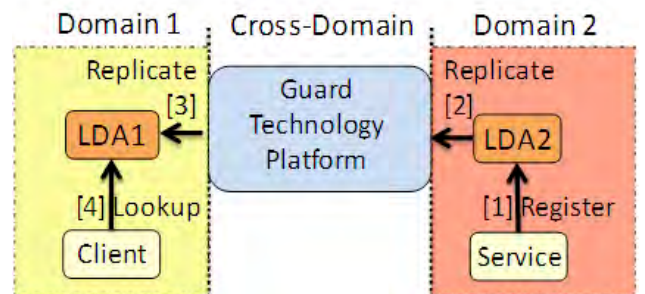 Domain 1
Cross-Domain
Domain 2
Replicate
[3]
LDA1
[4] Lookup
Client
Guard
Technology
Platform
Replicate
[2]
LDA2
[1] Register
Service